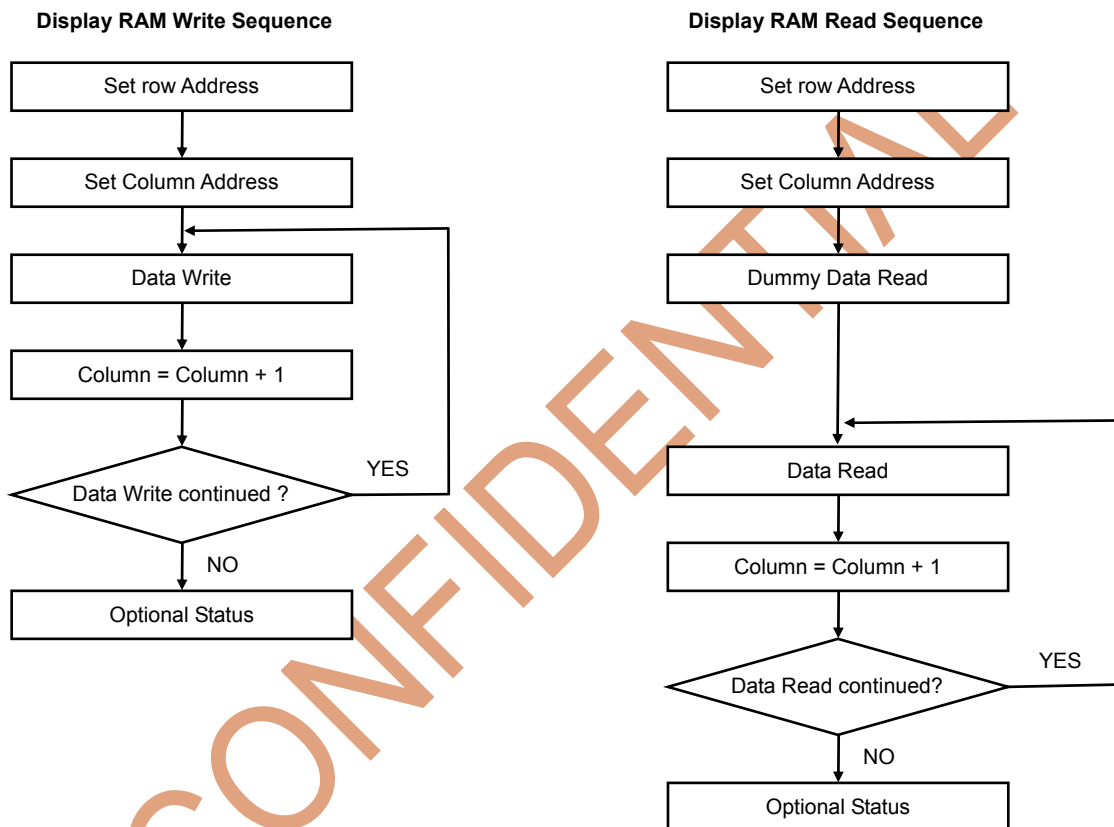 Display RAM Write Sequence
Set row Address
Set Column Address
Data Write
Column = Column + 1
Data Write continued ?
YES
NO
Optional Status
Display RAM Read Sequence
Set row Address
Set Column Address
Dummy Data Read
Data Read
Column = Column + 1
Data Read continued?
YES
NO
Optional Status
CONFIDENTIAL